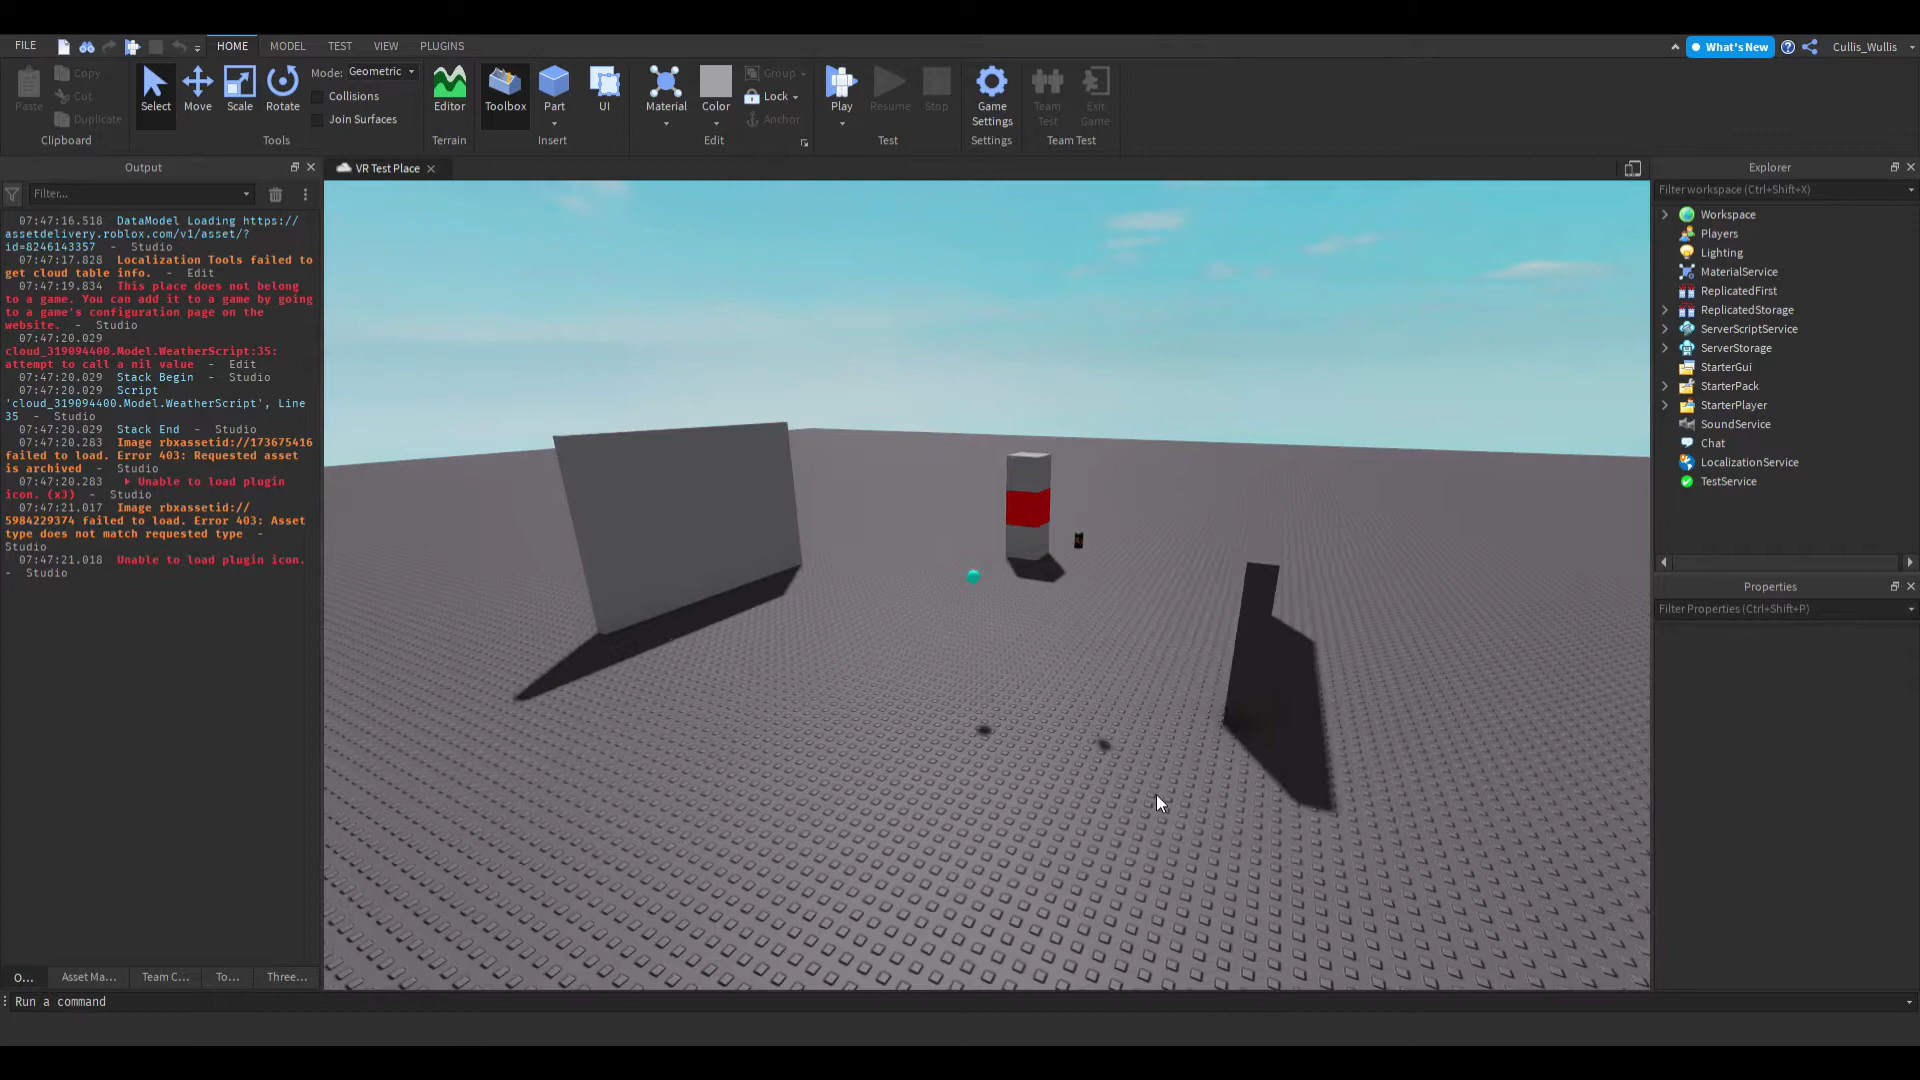 FILE HOME MODEL TEST VIEW PLUGINS What's New Cullis_Wullis
Copy Mode: Geometric Group
Cut Collisions Lock
Paste Select Move Scale Rotate Editor Toolbox Part UI Material Color Play Resume Stop Game Settings Team Test Exit Game
Duplicate Join Surfaces Anchor
Clipboard Tools Terrain Insert Edit Test Settings Team Test
Output
Filter...
07:47:16.518 DataModel Loading https://
assetdelivery.roblox.com/v1/asset/?
id=8246143357 - Studio
07:47:17.828 Localization Tools failed to
get cloud table info. - Edit
07:47:19.834 This place does not belong
to a game. You can add it to a game by going
to a game's configuration page on the
website. - Studio
07:47:20.029
cloud_319094400.Model.WeatherScript:35:
attempt to call a nil value - Edit
07:47:20.029 Stack Begin - Studio
07:47:20.029 Script
'cloud_319094400.Model.WeatherScript', Line
35 - Studio
07:47:20.029 Stack End - Studio
07:47:20.283 Image rbxassetid://173675416
failed to load. Error 403: Requested asset
is archived - Studio
07:47:20.283 Unable to load plugin
icon. (x3) - Studio
07:47:21.017 Image rbxassetid://
5984229374 failed to load. Error 403: Asset
type does not match requested type -
Studio
07:47:21.018 Unable to load plugin icon.
- Studio
O... Asset Ma... Team C... To... Three...
Run a command
VR Test Place
Explorer
Filter workspace (Ctrl+Shift+X)
Workspace
Players
Lighting
MaterialService
ReplicatedFirst
ReplicatedStorage
ServerScriptService
ServerStorage
StarterGui
StarterPack
StarterPlayer
SoundService
Chat
LocalizationService
TestService
Properties
Filter Properties (Ctrl+Shift+P)